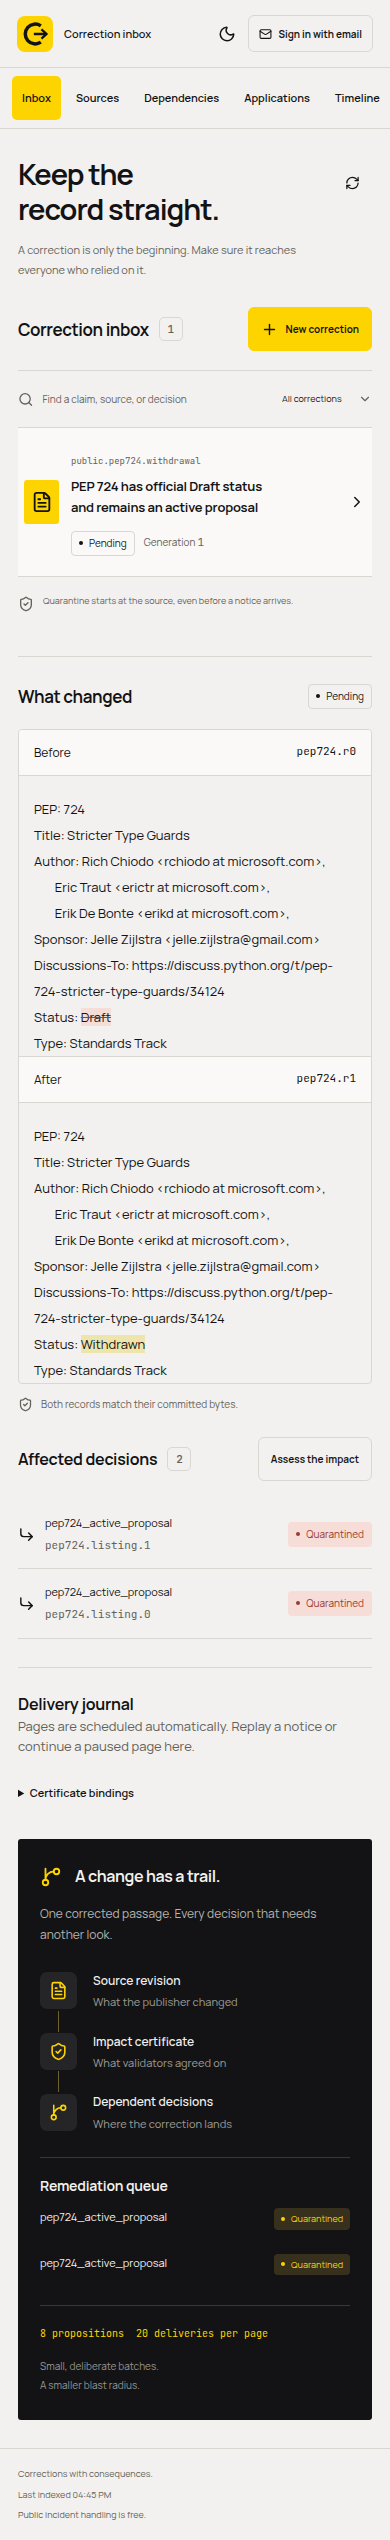 Correction inbox
Sign in with email
Inbox
Sources
Dependencies
Applications
Timeline
Keep the
record straight.
A correction is only the beginning. Make sure it reaches
everyone who relied on it.
Correction inbox 1
New correction
Find a claim, source, or decision
All corrections
public.pep724.withdrawal
PEP 724 has official Draft status
and remains an active proposal
Pending
Generation 1
Quarantine starts at the source, even before a notice arrives.
What changed
Pending
Before
pep724.r0
PEP: 724
Title: Stricter Type Guards
Author: Rich Chiodo <rchiodo at microsoft.com>,
Eric Traut <erictr at microsoft.com>,
Erik De Bonte <erikd at microsoft.com>,
Sponsor: Jelle Zijlstra <jelle.zijlstra@gmail.com>
Discussions-To: https://discuss.python.org/t/pep-
724-stricter-type-guards/34124
Status: Draft
Type: Standards Track
After
pep724.r1
PEP: 724
Title: Stricter Type Guards
Author: Rich Chiodo <rchiodo at microsoft.com>,
Eric Traut <erictr at microsoft.com>,
Erik De Bonte <erikd at microsoft.com>,
Sponsor: Jelle Zijlstra <jelle.zijlstra@gmail.com>
Discussions-To: https://discuss.python.org/t/pep-
724-stricter-type-guards/34124
Status: Withdrawn
Type: Standards Track
Both records match their committed bytes.
Affected decisions 2
Assess the impact
pep724_active_proposal
pep724.listing.1
Quarantined
pep724_active_proposal
pep724.listing.0
Quarantined
Delivery journal
Pages are scheduled automatically. Replay a notice or
continue a paused page here.
Certificate bindings
A change has a trail.
One corrected passage. Every decision that needs
another look.
Source revision
What the publisher changed
Impact certificate
What validators agreed on
Dependent decisions
Where the correction lands
Remediation queue
pep724_active_proposal
Quarantined
pep724_active_proposal
Quarantined
8 propositions 20 deliveries per page
Small, deliberate batches.
A smaller blast radius.
Corrections with consequences.
Last indexed 04:45 PM
Public incident handling is free.